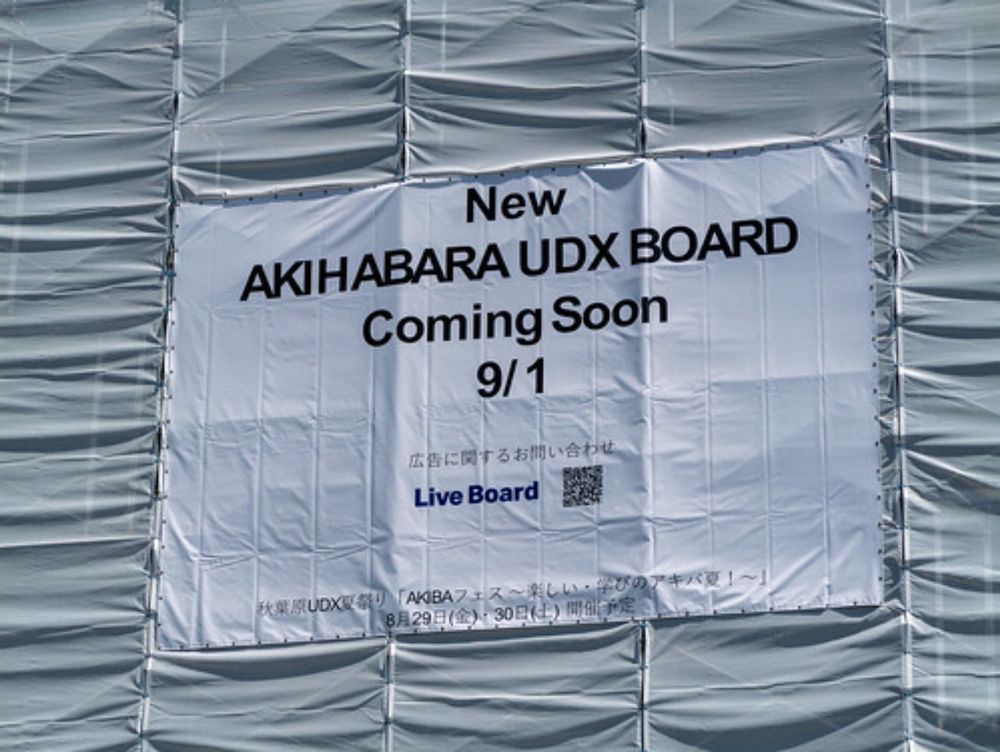 New
AKIHABARA UDX BOARD
Coming Soon
9/1
広告に関するお問い合わせ
Live Board
秋葉原UDX夏祭り「AKIBAフェス～楽しい・学びのアキバ夏！～」
8月29日(金)・30日(土) 開催予定